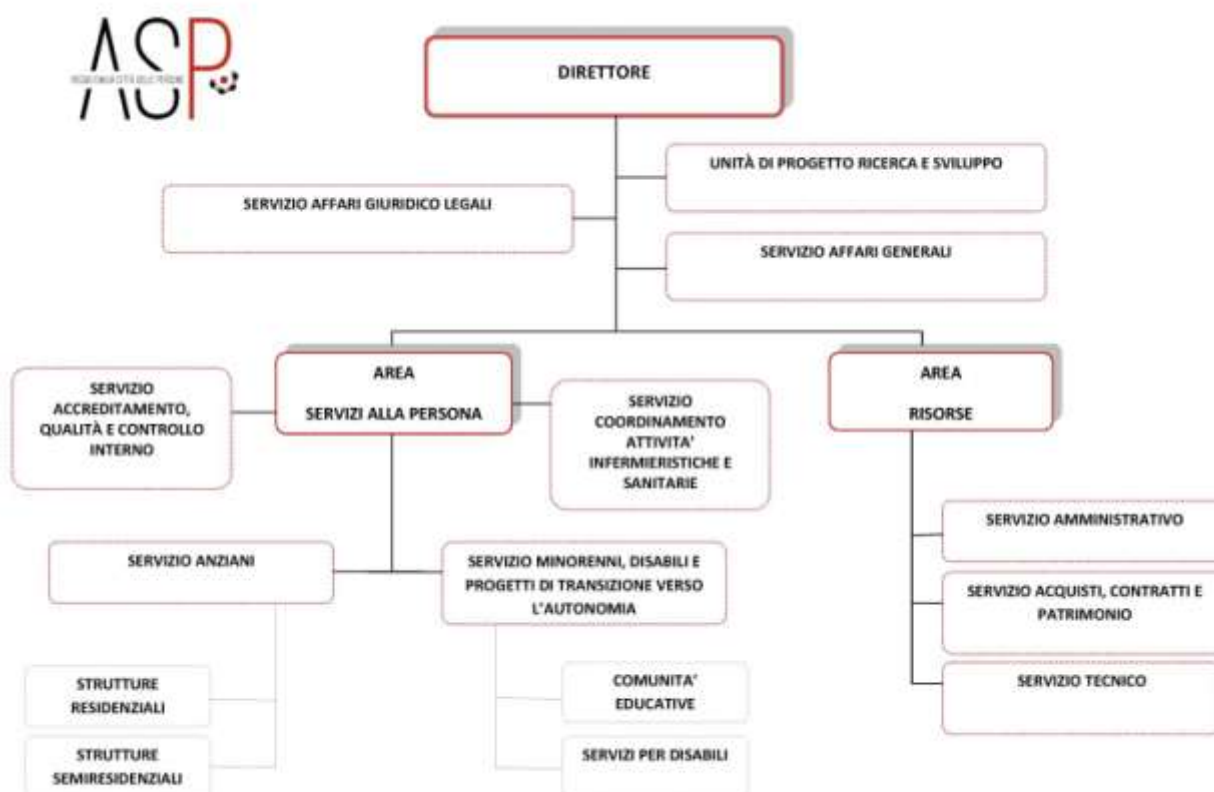 ASP
DIRETTORE
UNITÀ DI PROGETTO RICERCA E SVILUPPO
SERVIZIO AFFARI GIURIDICO LEGALI
SERVIZIO AFFARI GENERALI
AREA
SERVIZI ALLA PERSONA
AREA
RISORSE
SERVIZIO
ACCREDITAMENTO,
QUALITÀ E CONTROLLO
INTERNO
SERVIZIO
COORDINAMENTO
ATTIVITA'
INFERMIERISTICHE E
SANITARIE
SERVIZIO ANZIANI
SERVIZIO MINORENNI, DISABILI E
PROGETTI DI TRANSIZIONE VERSO
L'AUTONOMIA
SERVIZIO AMMINISTRATIVO
SERVIZIO ACQUISTI, CONTRATTI E
PATRIMONIO
SERVIZIO TECNICO
STRUTTURE
RESIDENZIALI
STRUTTURE
SEMIRESIDENZIALI
COMUNITA'
EDUCATIVE
SERVIZI PER DISABILI